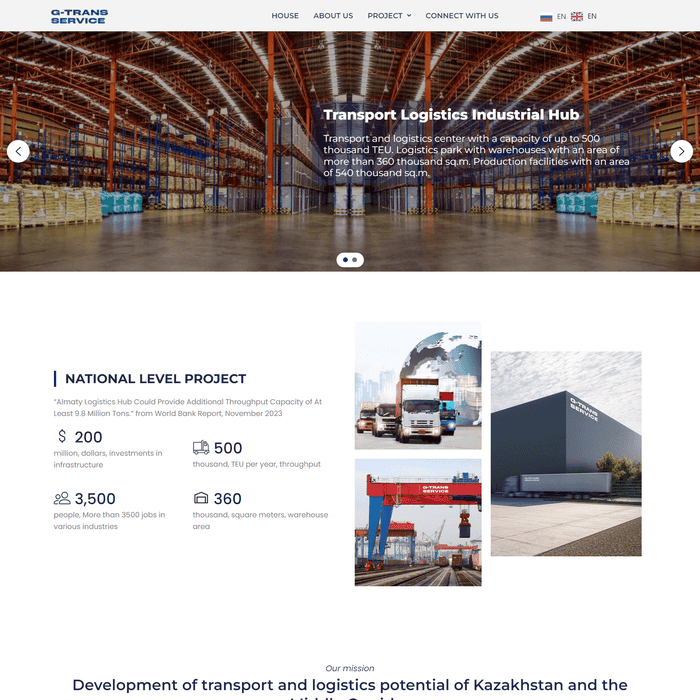 G-TRANS
SERVICE
HOUSE
ABOUT US
PROJECT
CONNECT WITH US
EN
EN
Transport Logistics Industrial Hub
Transport and logistics center with a capacity of up to 500
thousand TEU. Logistics park with warehouses with an area of
more than 360 thousand sq.m. Production facilities with an area
of 540 thousand sq.m.
NATIONAL LEVEL PROJECT
“Almaty Logistics Hub Could Provide Additional Throughput Capacity of At
Least 9.8 Million Tons.” from World Bank Report, November 2023
$ 200
million, dollars, investments in
infrastructure
500
thousand, TEU per year, throughput
3,500
people, More than 3500 jobs in
various industries
360
thousand, square meters, warehouse
area
G-TRANS
SERVICE
G-TRANS
SERVICE
Our mission
Development of transport and logistics potential of Kazakhstan and the